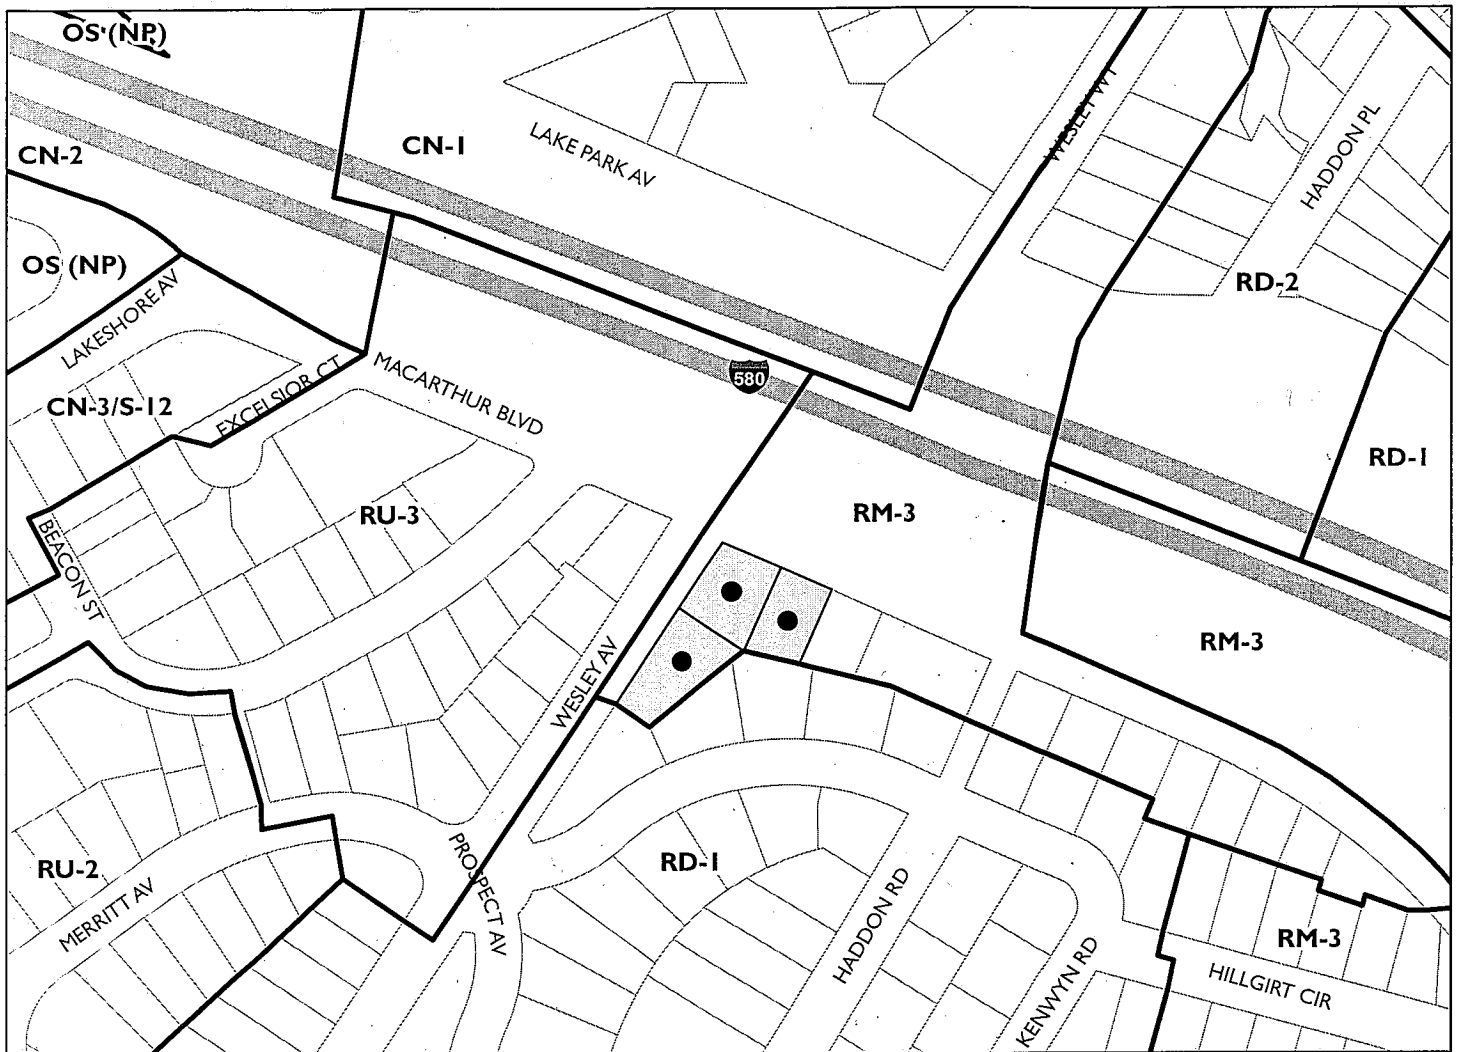 OS (NP)
CN-1
LAKE PARK AV
WESLEY WY
HADDON PL
CN-2
OS (NP)
LAKESHORE AV
RD-2
MACARTHUR BLVD
580
EXCELSIOR CT
CN-3/S-12
RD-1
RU-3
RM-3
BEACON ST
RM-3
WESLEY AV
RU-2
PROSPECT AV
RD-1
MERRITT AV
HADDON RD
KENWYN RD
RM-3
HILLGIRT CIR